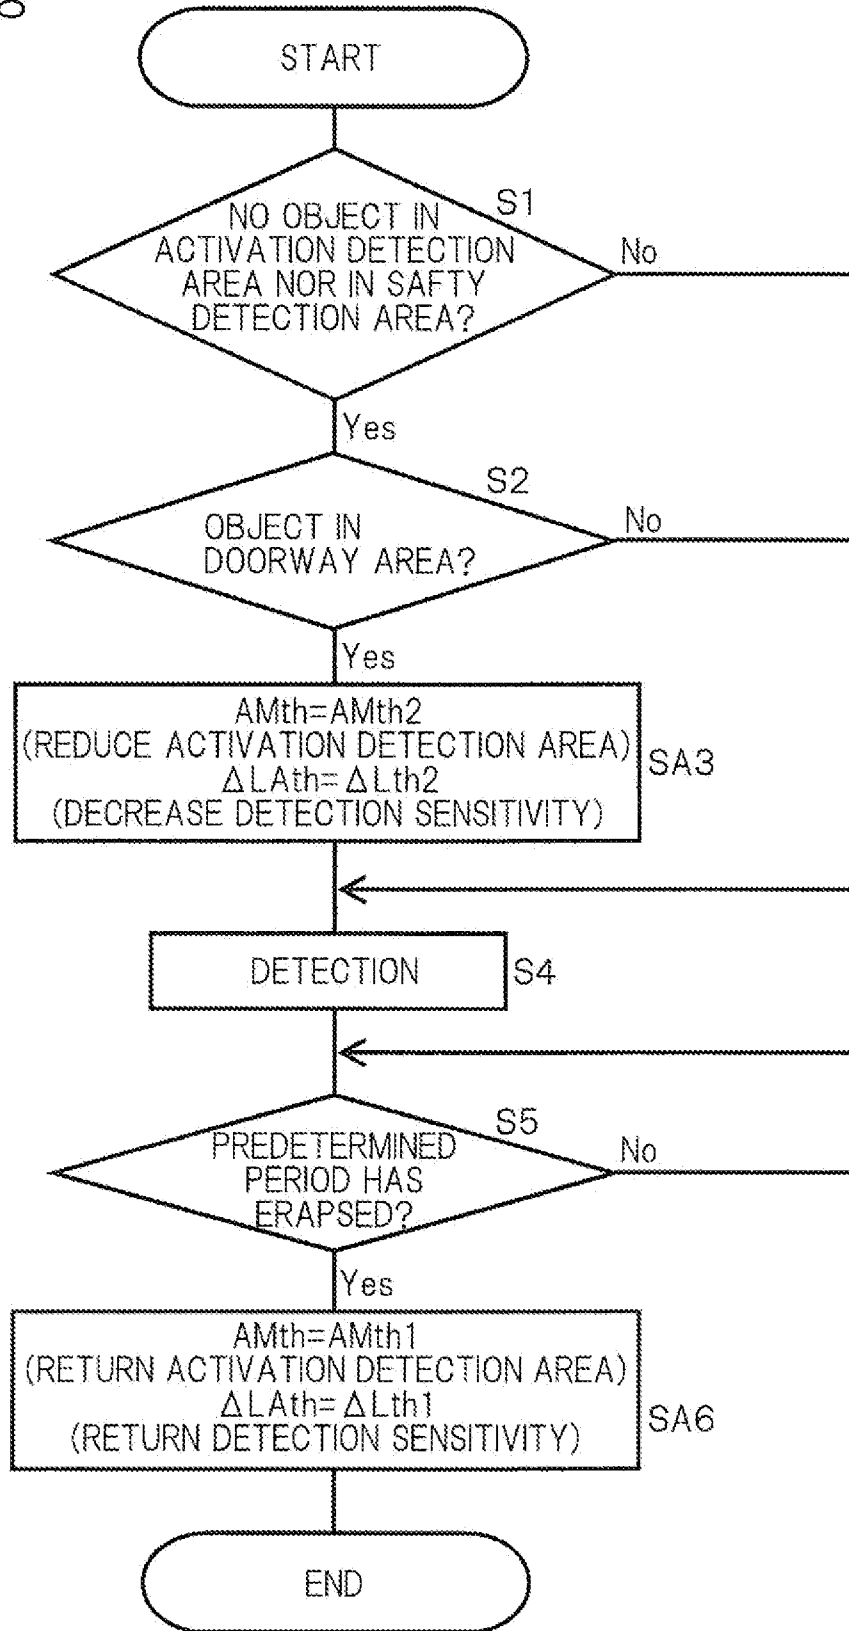 START
S1
NO OBJECT IN
ACTIVATION DETECTION
AREA NOR IN SAFTY
DETECTION AREA?
No
Yes
S2
OBJECT IN
DOORWAY AREA?
No
Yes
AMth=AMth2
(REDUCE ACTIVATION DETECTION AREA)
ΔLAth=ΔLth2
(DECREASE DETECTION SENSITIVITY)
SA3
DETECTION
S4
S5
PREDETERMINED
PERIOD HAS
ERAPSED?
No
Yes
AMth=AMth1
(RETURN ACTIVATION DETECTION AREA)
ΔLAth=ΔLth1
(RETURN DETECTION SENSITIVITY)
SA6
END